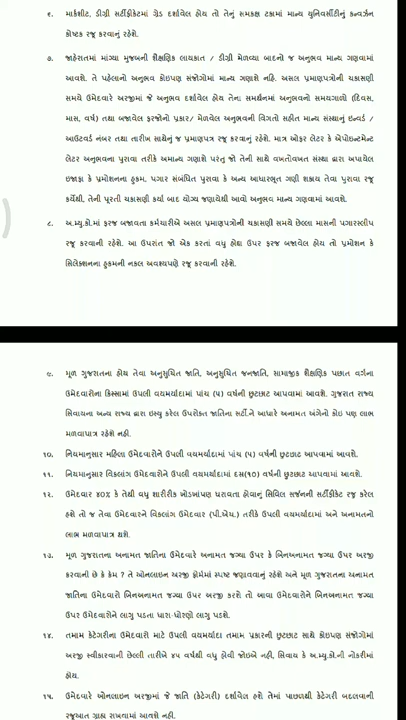 ૬. માર્કશીટ, ડીગ્રી સર્ટીફીકેટમાં ગ્રેડ દર્શાવેલ હોય તો તેનું સમકક્ષ ટકામાં માન્ય યુનિવર્સીટીનું કન્વર્ઝન
કોષ્ટક રજૂ કરવાનું રહેશે.
૭. જાહેરાતમાં માંગ્યા મુજબની શૈક્ષણિક લાયકાત / ડીગ્રી મેળવ્યા બાદનો જ અનુભવ માન્ય ગણવામાં
આવશે. તે પહેલાનો અનુભવ કોઇપણ સંજોગોમાં માન્ય ગણાશે નહિ. અસલ પ્રમાણપત્રોની ચકાસણી
સમયે ઉમેદવારે અરજીમાં જે અનુભવ દર્શાવેલ હોય તેના સમર્થનમાં અનુભવનો સમયગાળો (દિવસ,
માસ, વર્ષ) તથા બજાવેલ ફરજોનો પ્રકાર/ મેળવેલ અનુભવની વિગતો સહિત માન્ય સંસ્થાનું ઇનવર્ડ /
આઉટવર્ડ નંબર તથા તારીખ સાથેનું જ પ્રમાણપત્ર રજૂ કરવાનું રહેશે. માત્ર ઓફર લેટર કે એપોઇન્ટમેન્ટ
લેટર અનુભવના પુરાવા તરીકે અમાન્ય ગણાશે પરંતુ જો તેની સાથે વખતોવખત સંસ્થા દ્વારા અપાયેલ
ઇજાફા કે પ્રમોશનના હુકમ, પગાર સંબંધિત પુરાવા કે અન્ય આધારભૂત ગણી શકાય તેવા પુરાવા રજૂ
કર્યેથી, તેની પૂરતી ચકાસણી કર્યા બાદ યોગ્ય જણાયેથી આવો અનુભવ માન્ય ગણવામાં આવશે.
૮. અ.મ્યુ.કો.માં ફરજ બજાવતા કર્મચારીએ અસલ પ્રમાણપત્રોની ચકાસણી સમયે છેલ્લા માસની પગારસ્લીપ
રજૂ કરવાની રહેશે. આ ઉપરાંત જો એક કરતાં વધુ હોદ્દા ઉપર ફરજ બજાવેલ હોય તો પ્રમોશન કે
સિલેક્શનના હુકમની નકલ અવશ્યપણે રજૂ કરવાની રહેશે.
૯. મૂળ ગુજરાતના હોય તેવા અનુસુચિત જાતિ, અનુસુચિત જનજાતિ, સામાજીક શૈક્ષણિક પછાત વર્ગના
ઉમેદવારોના કિસ્સામાં ઉપલી વયમર્યાદામાં પાંચ (૫) વર્ષની છુટછાટ આપવામાં આવશે. ગુજરાત રાજ્ય
સિવાયના અન્ય રાજ્ય દ્વારા ઇસ્યુ કરેલ ઉપરોક્ત જાતિના સર્ટી.ને આધારે અનામત અંગેનો કોઇ પણ લાભ
મળવાપાત્ર રહેશે નહી.
૧૦. નિયમાનુસાર મહિલા ઉમેદવારોને ઉપલી વયમર્યાદામાં પાંચ (૫) વર્ષની છુટછાટ આપવામાં આવશે.
૧૧. નિયમાનુસાર વિકલાંગ ઉમેદવારોને ઉપલી વયમર્યાદામાં દસ(૧૦) વર્ષની છુટછાટ આપવામાં આવશે.
૧૨. ઉમેદવાર ૪૦% કે તેથી વધુ શારીરીક ખોડખાંપણ ધરાવતા હોવાનું સિવિલ સર્જનની સર્ટીફીકેટ રજુ કરેલ
હશે તો જ તેવા ઉમેદવારને વિકલાંગ ઉમેદવાર (પી.એચ.) તરીકે ઉપલી વયમર્યાદામાં અને અનામતનો
લાભ મળવાપાત્ર થશે.
૧૩. મૂળ ગુજરાતના અનામત જાતિના ઉમેદવારે અનામત જગ્યા ઉપર કે બિનઅનામત જગ્યા ઉપર અરજી
કરવાની છે કે કેમ ? તે ઓનલાઇન અરજી ફોર્મમાં સ્પષ્ટ જણાવવાનું રહેશે અને મૂળ ગુજરાતના અનામત
જાતિના ઉમેદવારો બિનઅનામત જગ્યા ઉપર અરજી કરશે તો આવા ઉમેદવારોને બિનઅનામત જગ્યા
ઉપર ઉમેદવારોને લાગુ પડતા ધારા-ધોરણો લાગુ પડશે.
૧૪. તમામ કેટેગરીના ઉમેદવારો માટે ઉપલી વયમર્યાદા તમામ પ્રકારની છુટછાટ સાથે કોઇપણ સંજોગોમાં
અરજી સ્વીકારવાની છેલ્લી તારીખે ૪૫ વર્ષથી વધુ હોવી જોઇએ નહી, સિવાય કે અ.મ્યુ.કો.ની નોકરીમાં
હોય.
૧૫. ઉમેદવારે ઓનલાઇન અરજીમાં જે જાતિ (કેટેગરી) દર્શાવેલ હશે તેમાં પાછળથી કેટેગરી બદલવાની
રજૂઆત ગ્રાહ્ય રાખવામાં આવશે નહી.